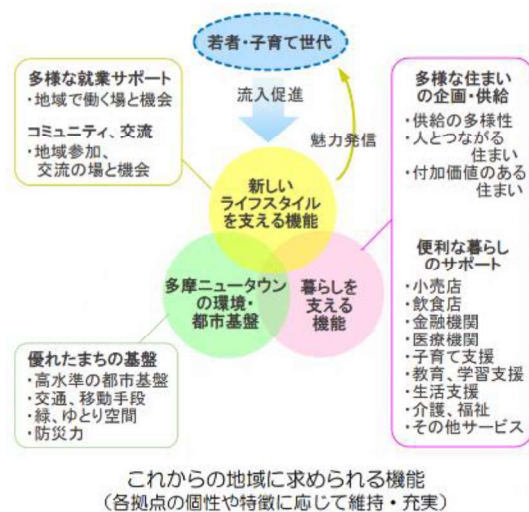 若者・子育て世代
流入促進
魅力発信
多様な就業サポート
・地域で働く場と機会
コミュニティ、交流
・地域参加、
交流の場と機会
新しい
ライフスタイル
を支える機能
多摩ニュータウン
の環境・
都市基盤
暮らしを
支える
機能
多様な住まい
の企画・供給
・供給の多様性
・人とつながる
住まい
・付加価値のある
住まい
便利な暮らし
のサポート
・小売店
・飲食店
・金融機関
・医療機関
・子育て支援
・教育、学習支援
・生活支援
・介護、福祉
・その他サービス
優れたまちの基盤
・高水準の都市基盤
・交通、移動手段
・緑、ゆとり空間
・防災力
これからの地域に求められる機能
（各拠点の個性や特徴に応じて維持・充実）